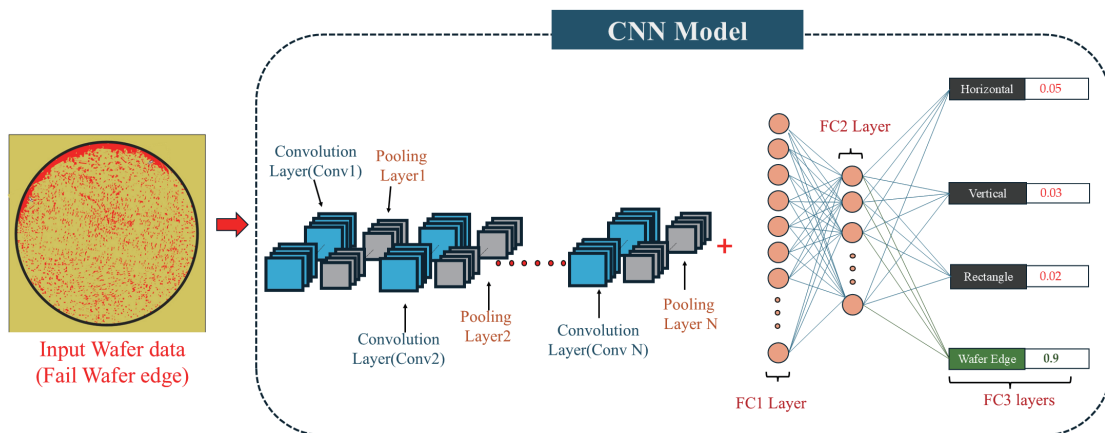 CNN Model
Input Wafer data
(Fail Wafer edge)
Convolution
Layer(Conv1)
Pooling
Layer1
Convolution
Layer(Conv2)
Pooling
Layer2
Convolution
Layer(Conv N)
Pooling
Layer N
+
FC1 Layer
FC2 Layer
Horizontal 0.05
Vertical 0.03
Rectangle 0.02
Wafer Edge 0.9
FC3 layers